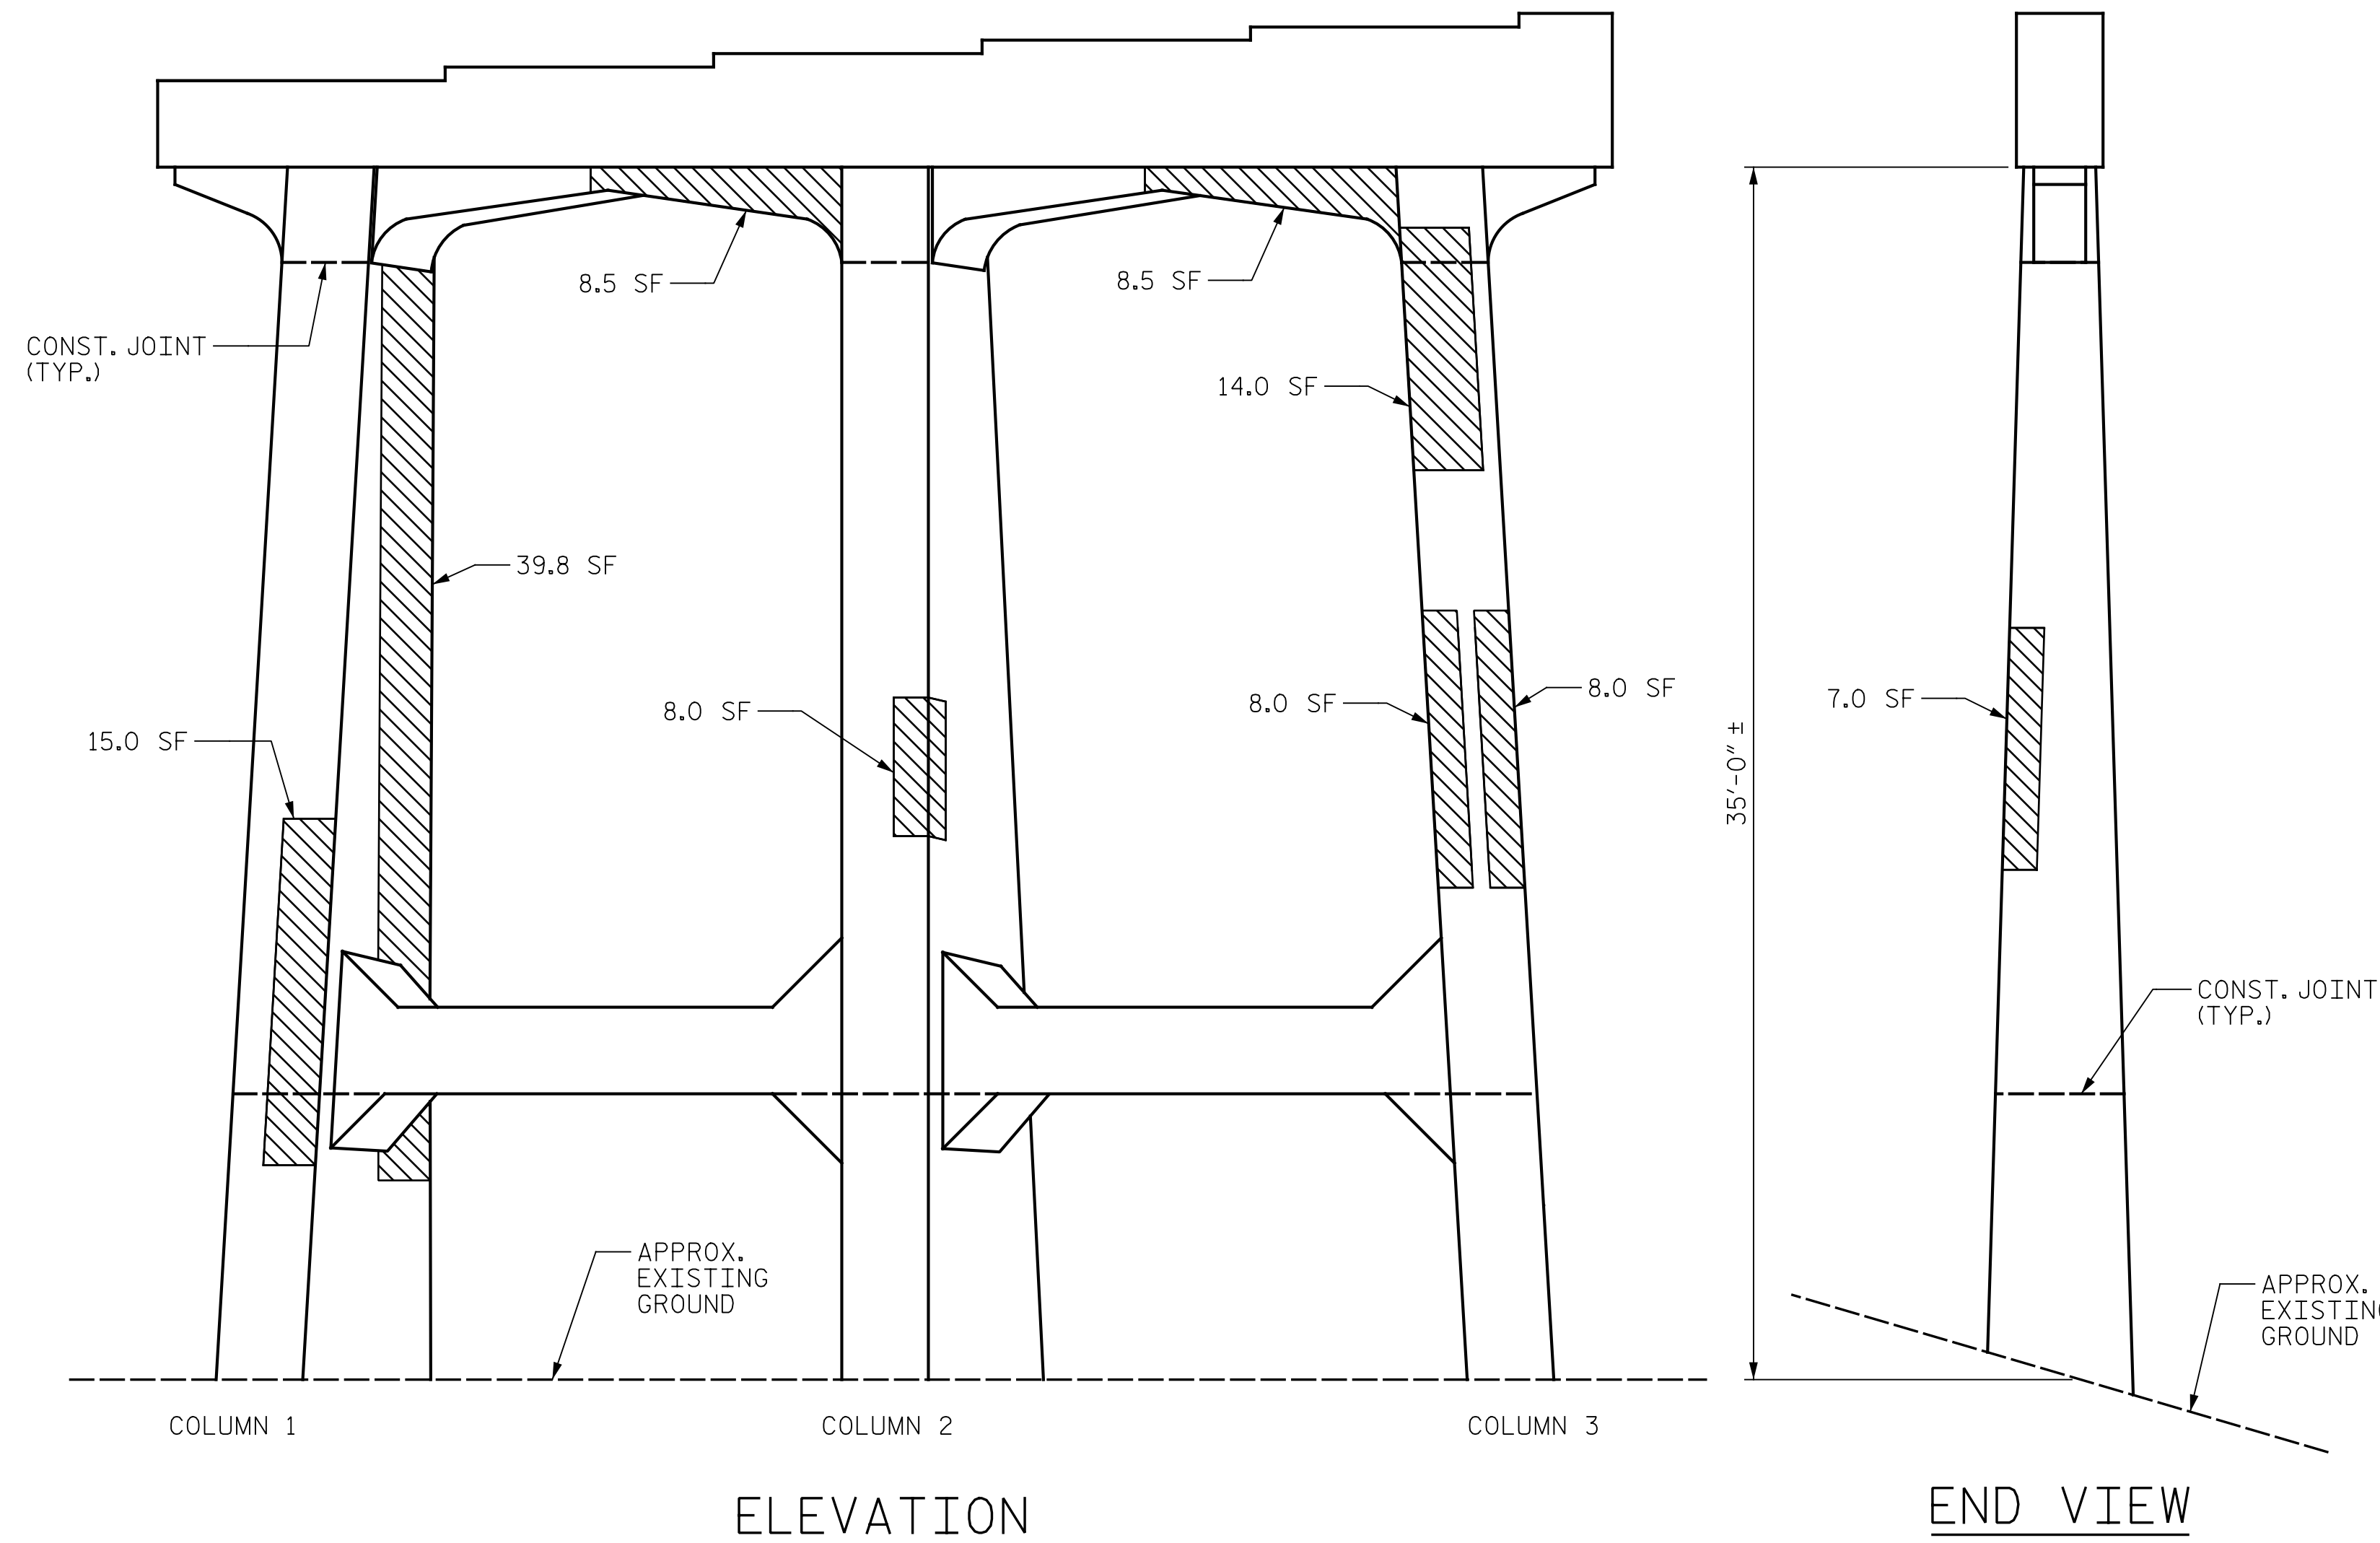 8.5 SF
8.5 SF
CONST. JOINT
(TYP.)
14.0 SF
39.8 SF
8.0 SF
8.0 SF
8.0 SF
7.0 SF
15.0 SF
35'-0" ±
CONST. JOINT
(TYP.)
APPROX.
EXISTING
GROUND
APPROX.
EXISTIN
GROUND
COLUMN 1
COLUMN 2
COLUMN 3
ELEVATION
END VIEW